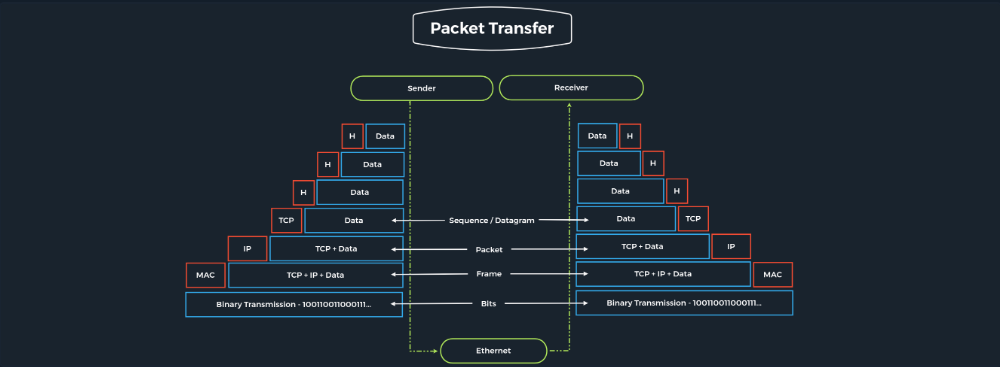 Packet Transfer
Sender
Receiver
H Data Data H
H Data Data H
H Data Data H
TCP Data Sequence / Datagram Data TCP
IP TCP + Data Packet TCP + Data IP
MAC TCP + IP + Data Frame TCP + IP + Data MAC
Binary Transmission - 100110011000111... Bits Binary Transmission - 100110011000111...
Ethernet